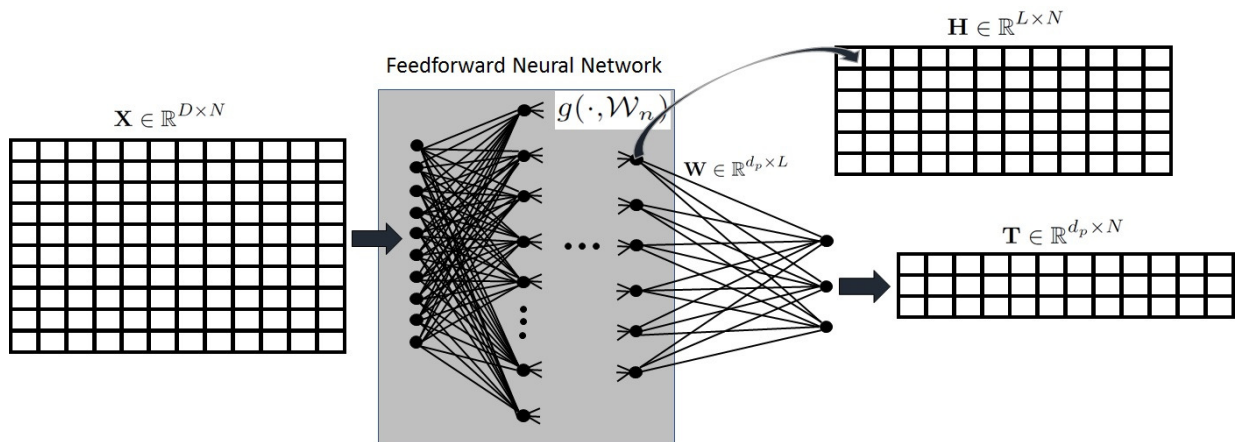 Feedforward Neural Network
X ∈ ℝ^{D×N}
g(·, 𝒲_n)
W ∈ ℝ^{d_p×L}
H ∈ ℝ^{L×N}
T ∈ ℝ^{d_p×N}